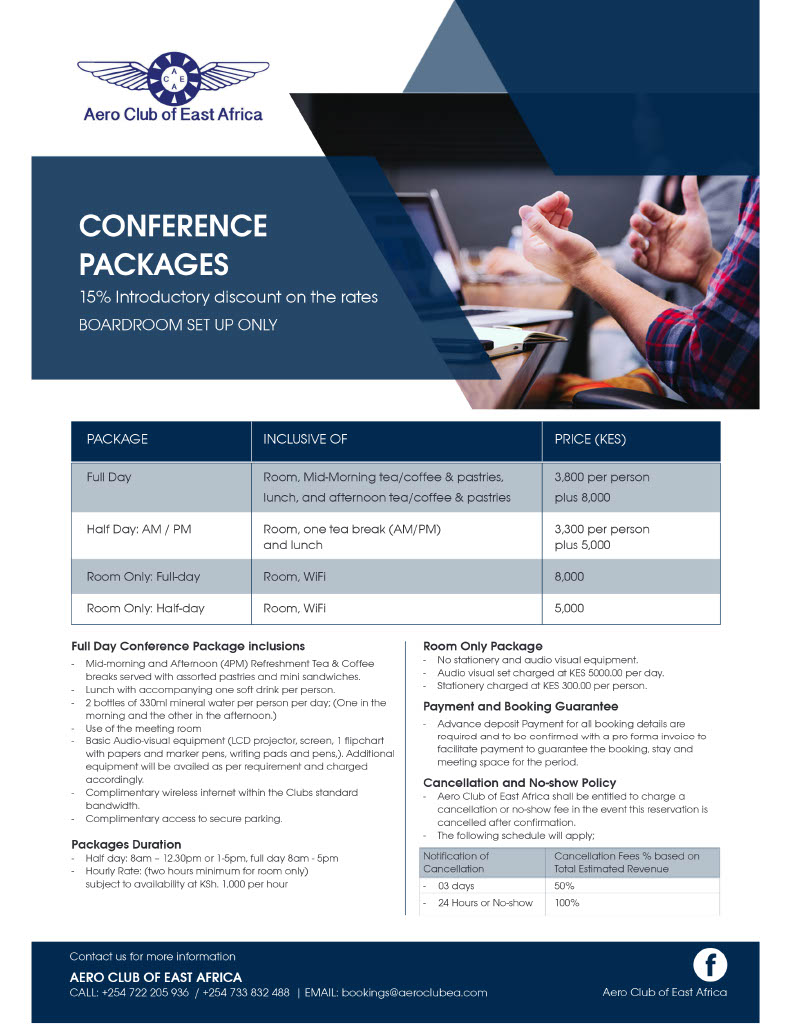 A
C E
A
Aero Club of East Africa
CONFERENCE
PACKAGES
15% Introductory discount on the rates
BOARDROOM SET UP ONLY
PACKAGE INCLUSIVE OF PRICE (KES)
Full Day Room, Mid-Morning tea/coffee & pastries, 3,800 per person
lunch, and afternoon tea/coffee & pastries plus 8,000
Half Day: AM / PM Room, one tea break (AM/PM) 3,300 per person
and lunch plus 5,000
Room Only: Full-day Room, WiFi 8,000
Room Only: Half-day Room, WiFi 5,000
Full Day Conference Package inclusions
- Mid-morning and Afternoon (4PM) Refreshment Tea & Coffee
breaks served with assorted pastries and mini sandwiches.
- Lunch with accompanying one soft drink per person.
- 2 bottles of 330ml mineral water per person per day; (One in the
morning and the other in the afternoon.)
- Use of the meeting room
- Basic Audio-visual equipment (LCD projector, screen, 1 flipchart
with papers and marker pens, writing pads and pens,). Additional
equipment will be availed as per requirement and charged
accordingly.
- Complimentary wireless internet within the Clubs standard
bandwidth.
- Complimentary access to secure parking.
Packages Duration
- Half day: 8am – 12.30pm or 1-5pm, full day 8am - 5pm
- Hourly Rate: (two hours minimum for room only)
subject to availability at KSh. 1,000 per hour
Room Only Package
- No stationery and audio visual equipment.
- Audio visual set charged at KES 5000.00 per day.
- Stationery charged at KES 300.00 per person.
Payment and Booking Guarantee
- Advance deposit Payment for all booking details are
required and to be confirmed with a pro forma invoice to
facilitate payment to guarantee the booking, stay and
meeting space for the period.
Cancellation and No-show Policy
- Aero Club of East Africa shall be entitled to charge a
cancellation or no-show fee in the event this reservation is
cancelled after confirmation.
- The following schedule will apply;
Notification of Cancellation Fees % based on
Cancellation Total Estimated Revenue
- 03 days 50%
- 24 Hours or No-show 100%
Contact us for more information
AERO CLUB OF EAST AFRICA
CALL: +254 722 205 936 / +254 733 832 488 | EMAIL: bookings@aeroclubea.com
f
Aero Club of East Africa